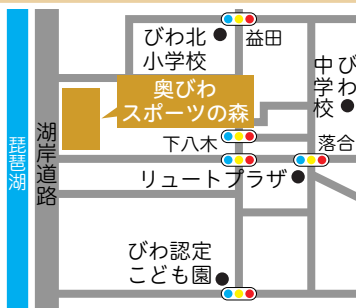 びわ北
小学校
益田
びわ
中学校
奥びわ
スポーツの森
下八木
落合
琵琶湖
湖岸道路
リュートプラザ
びわ認定
こども園